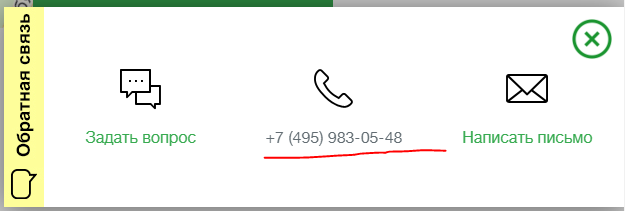 Обратная связь
Задать вопрос
+7 (495) 983-05-48
Написать письмо